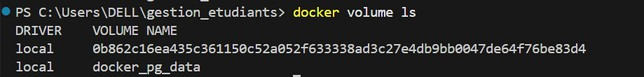 PS C:\Users\DELL\gestion_etudiants> docker volume ls
DRIVER    VOLUME NAME
local     0b862c16ea435c361150c52a052f633338ad3c27e4db9bb0047de64f76be83d4
local     docker_pg_data